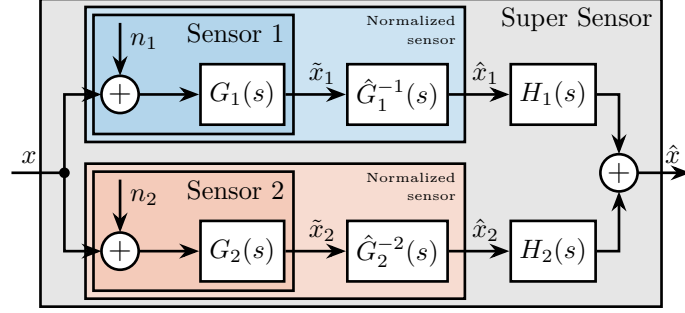 Super Sensor
Normalized
sensor
Sensor 1
n₁
+
G₁(s)
x̃₁
Ĝ₁⁻¹(s)
x̂₁
H₁(s)
x
+
x̂
Normalized
sensor
Sensor 2
n₂
+
G₂(s)
x̃₂
Ĝ₂⁻²(s)
x̂₂
H₂(s)